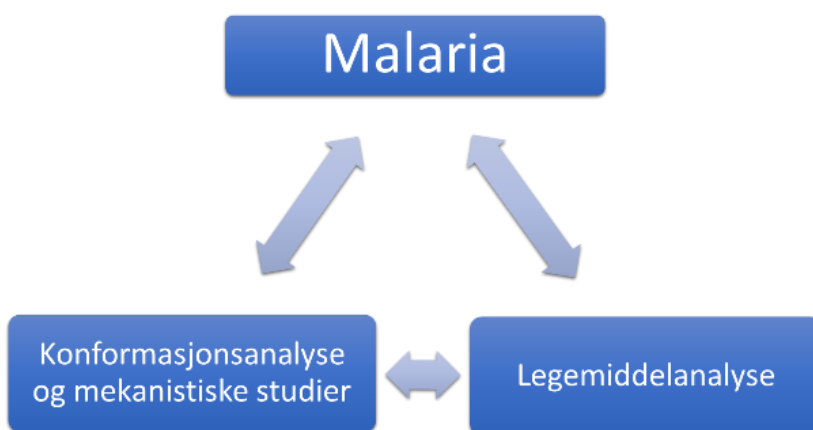 Malaria
Konformasjonsanalyse
og mekanistiske studier
Legemiddelanalyse